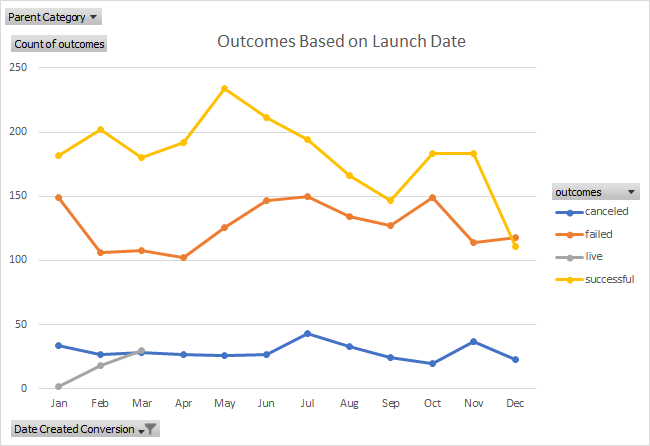 Parent Category
Count of outcomes
Outcomes Based on Launch Date
250
200
150
100
50
0
Jan Feb Mar Apr May Jun Jul Aug Sep Oct Nov Dec
outcomes
canceled
failed
live
successful
Date Created Conversion